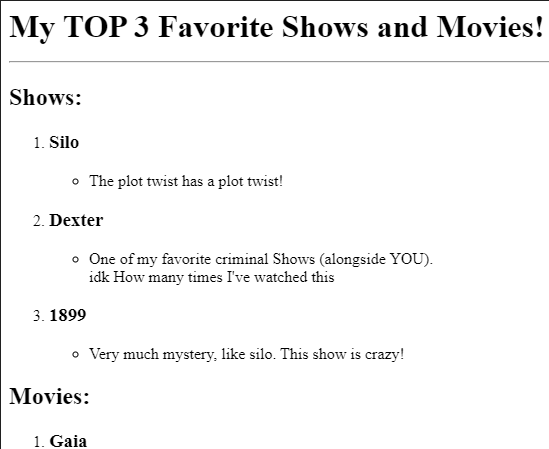 My TOP 3 Favorite Shows and Movies!
Shows:
1. Silo
The plot twist has a plot twist!
2. Dexter
One of my favorite criminal Shows (alongside YOU).
idk How many times I've watched this
3. 1899
Very much mystery, like silo. This show is crazy!
Movies:
1. Gaia